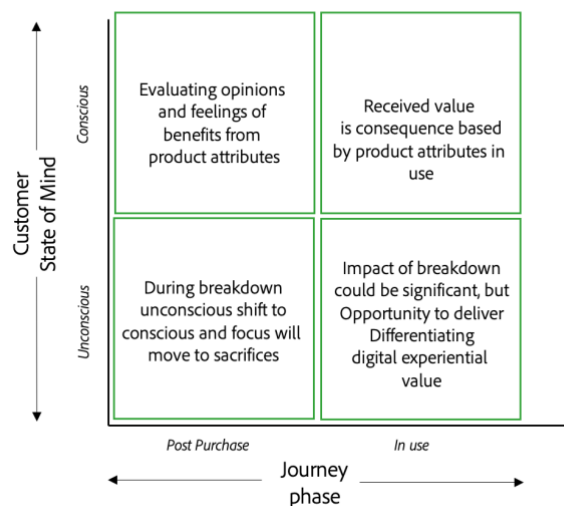 Customer
State of Mind
Conscious
Unconscious
Evaluating opinions
and feelings of
benefits from
product attributes
Received value
is consequence based
by product attributes in
use
During breakdown
unconscious shift to
conscious and focus will
move to sacrifices
Impact of breakdown
could be significant, but
Opportunity to deliver
Differentiating
digital experiential
value
Post Purchase
In use
Journey
phase